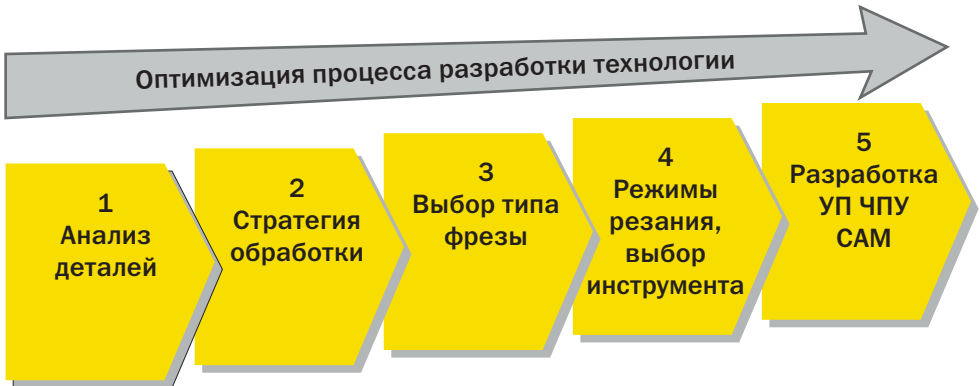 Оптимизация процесса разработки технологии
1
Анализ
деталей
2
Стратегия
обработки
3
Выбор типа
фрезы
4
Режимы
резания,
выбор
инструмента
5
Разработка
УП ЧПУ
САМ